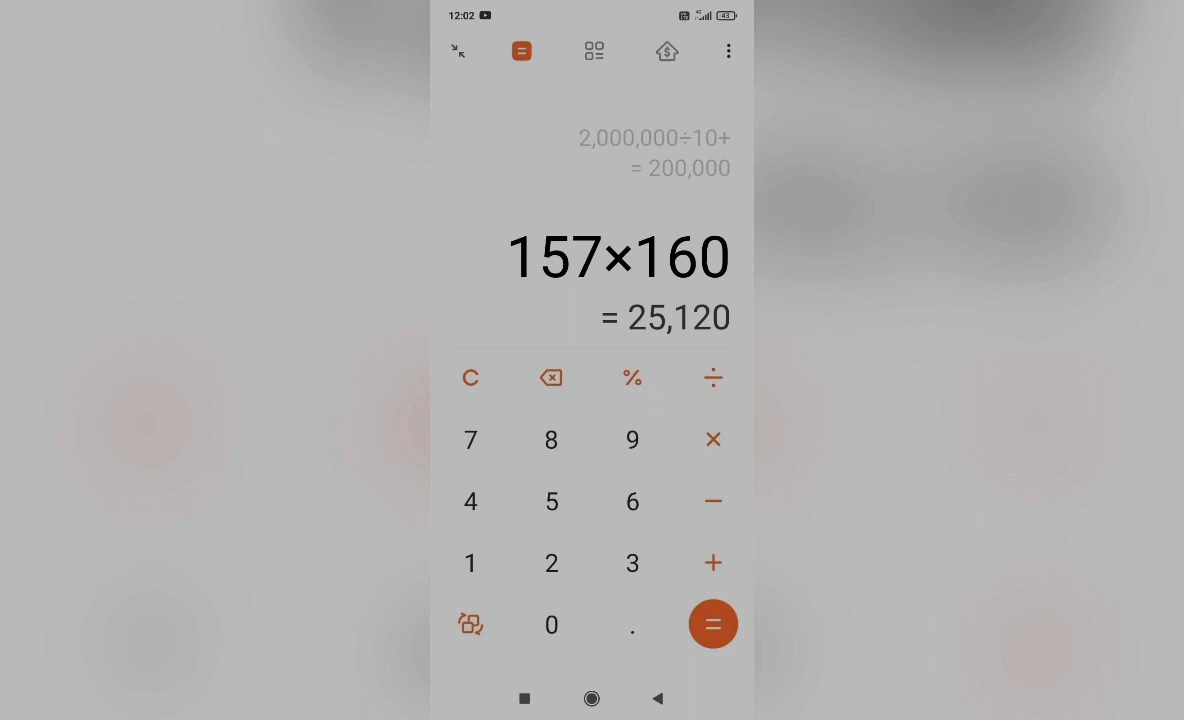 12:02
43
2,000,000÷10+
= 200,000
157×160
= 25,120
C % ÷
7 8 9 ×
4 5 6 −
1 2 3 +
0 . =